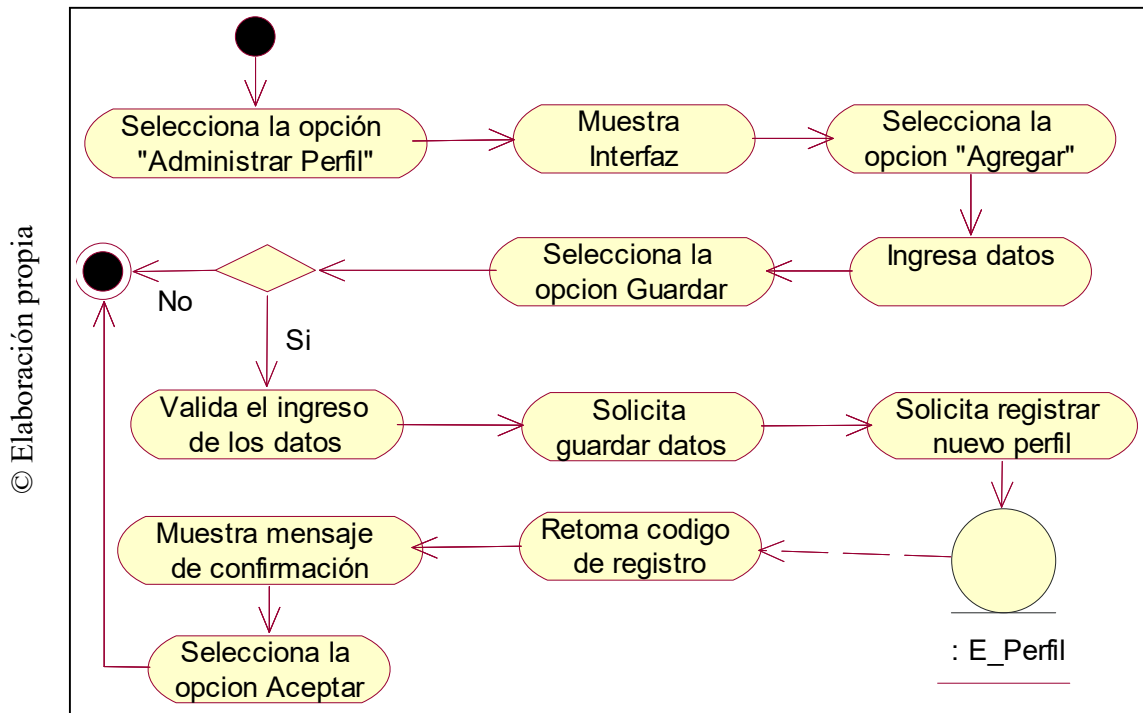 © Elaboración propia
Selecciona la opción
"Administrar Perfil"
Muestra
Interfaz
Selecciona la
opcion "Agregar"
Ingresa datos
Selecciona la
opcion Guardar
No
Si
Valida el ingreso
de los datos
Solicita
guardar datos
Solicita registrar
nuevo perfil
: E_Perfil
Retoma codigo
de registro
Muestra mensaje
de confirmación
Selecciona la
opcion Aceptar